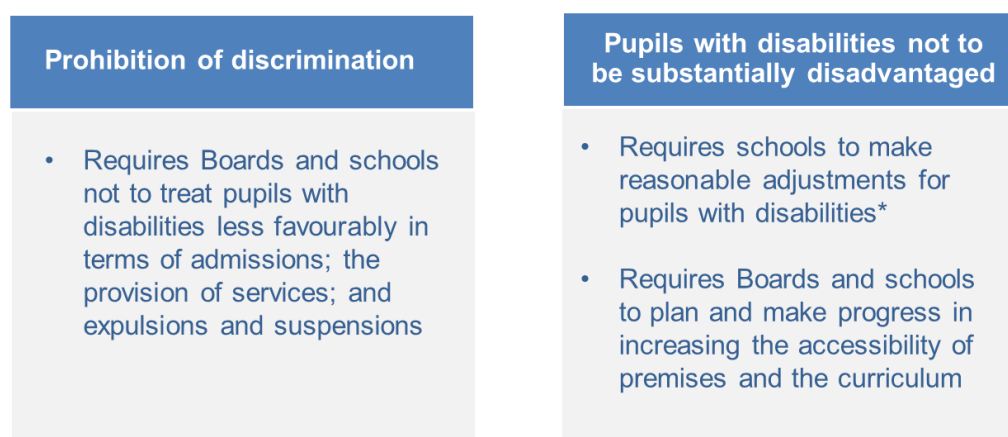 Prohibition of discrimination
• Requires Boards and schools
not to treat pupils with
disabilities less favourably in
terms of admissions; the
provision of services; and
expulsions and suspensions
Pupils with disabilities not to
be substantially disadvantaged
• Requires schools to make
reasonable adjustments for
pupils with disabilities*
• Requires Boards and schools
to plan and make progress in
increasing the accessibility of
premises and the curriculum